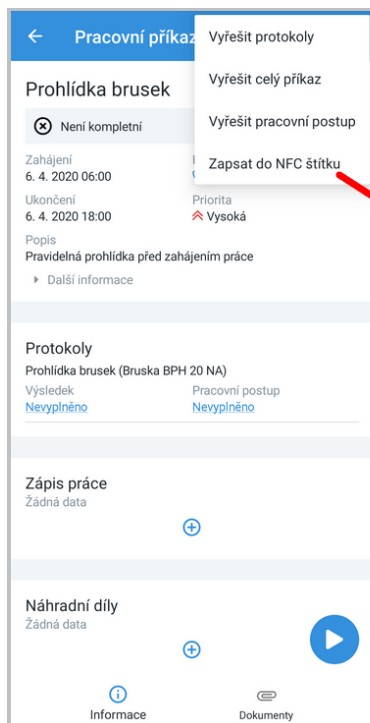 Pracovní příkaz
Vyřešit protokoly
Vyřešit celý příkaz
Vyřešit pracovní postup
Zapsat do NFC štítku
Prohlídka brusek
Není kompletní
Zahájení
6. 4. 2020 06:00
Ukončení Priorita
6. 4. 2020 18:00 Vysoká
Popis
Pravidelná prohlídka před zahájením práce
Další informace
Protokoly
Prohlídka brusek (Bruska BPH 20 NA)
Výsledek Pracovní postup
Nevyplněno Nevyplněno
Zápis práce
Žádná data
Náhradní díly
Žádná data
Informace Dokumenty